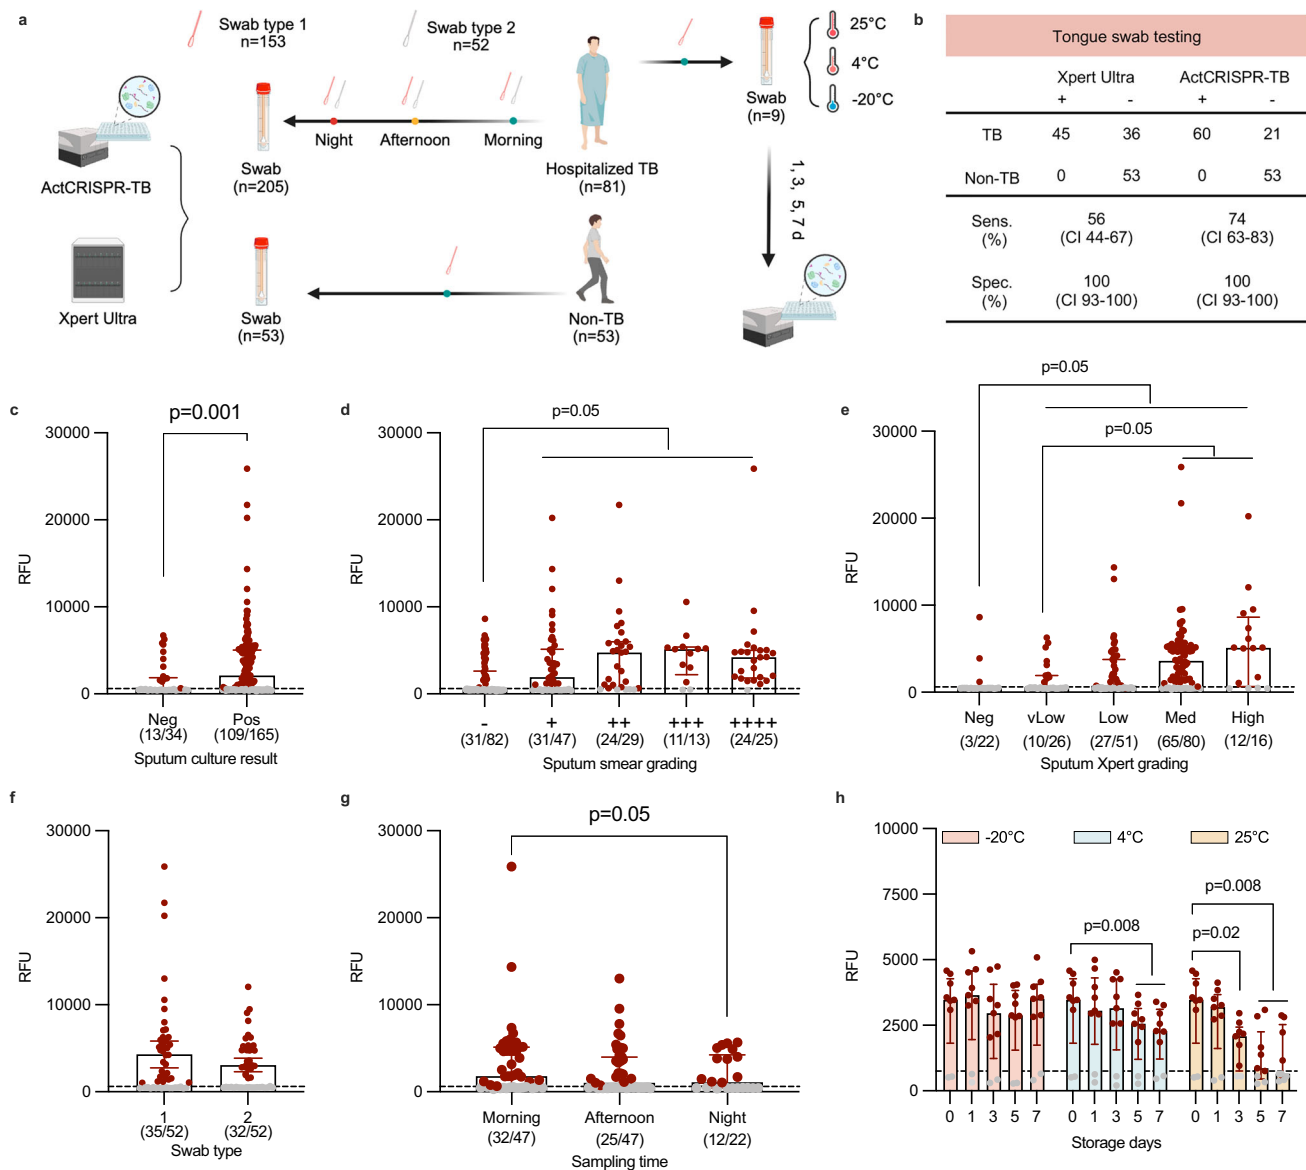 a
Swab type 1
n=153
Swab type 2
n=52
25°C
4°C
-20°C
Swab
(n=9)
Night
Afternoon
Morning
ActCRISPR-TB
Swab
(n=205)
Hospitalized TB
(n=81)
1, 3, 5, 7 d
Xpert Ultra
Swab
(n=53)
Non-TB
(n=53)
b
Tongue swab testing
Xpert Ultra ActCRISPR-TB
+ - + -
TB 45 36 60 21
Non-TB 0 53 0 53
Sens. (%) 56 (CI 44-67) 74 (CI 63-83)
Spec. (%) 100 (CI 93-100) 100 (CI 93-100)
c
p=0.001
30000
20000
10000
0
RFU
Neg Pos
(13/34) (109/165)
Sputum culture result
d
p=0.05
30000
20000
10000
0
RFU
- + ++ +++ ++++
(31/82) (31/47) (24/29) (11/13) (24/25)
Sputum smear grading
e
p=0.05
p=0.05
30000
20000
10000
0
RFU
Neg vLow Low Med High
(3/22) (10/26) (27/51) (65/80) (12/16)
Sputum Xpert grading
f
30000
20000
10000
0
RFU
1 2
(35/52) (32/52)
Swab type
g
p=0.05
30000
20000
10000
0
RFU
Morning Afternoon Night
(32/47) (25/47) (12/22)
Sampling time
h
10000
7500
5000
2500
0
RFU
-20°C 4°C 25°C
p=0.008
p=0.008
p=0.02
0 1 3 5 7 0 1 3 5 7 0 1 3 5 7
Storage days